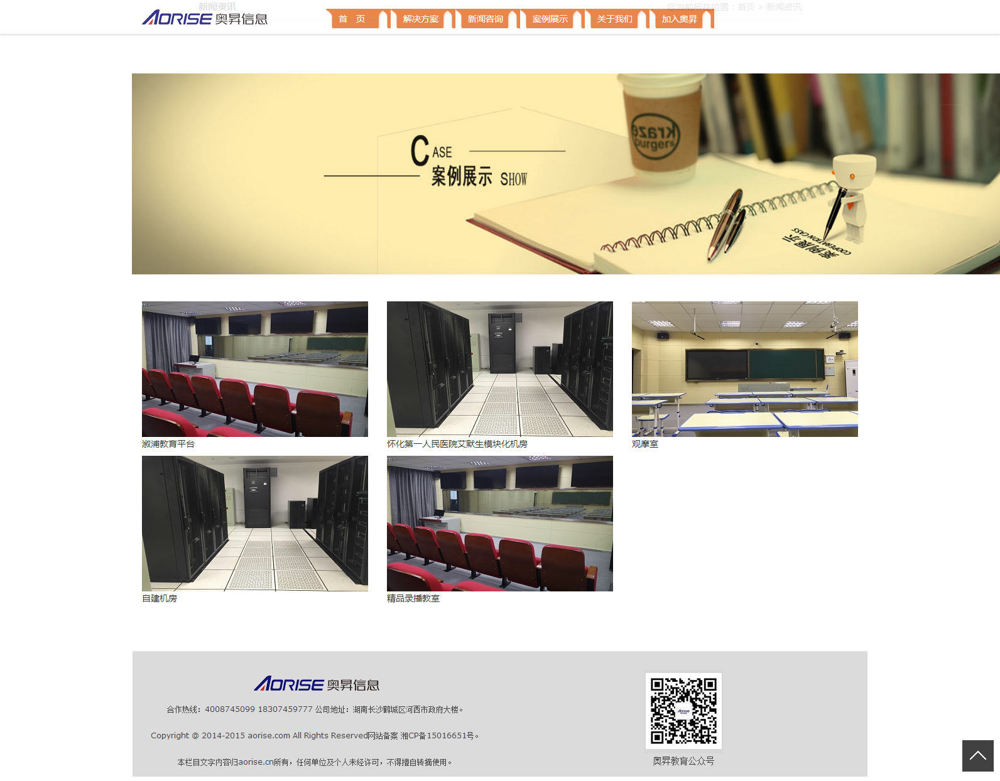 新闻资讯
您当前所在位置：首页 > 新闻资讯
AORISE 奥昇信息
首 页
解决方案
新闻咨询
案例展示
关于我们
加入奥昇
CASE
案例展示 SHOW
kraze
burgers
案例展示
COOPERATION CASS
溆浦教育平台
怀化第一人民医院艾默生模块化机房
观摩室
自建机房
精品录播教室
AORISE 奥昇信息
合作热线：4008745099 18307459777 公司地址：湖南长沙鹤城区河西市政府大楼。
Copyright @ 2014-2015 aorise.com All Rights Reserved网站备案 湘CP备15016651号。
本栏目文字内容归aorise.cn所有，任何单位及个人未经许可，不得擅自转摘使用。
AORISE
奥昇教育公众号